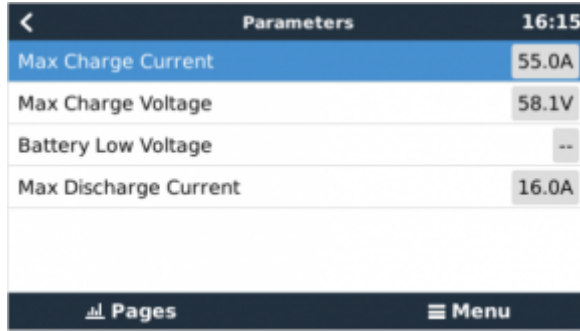 Parameters 16:15
Max Charge Current 55.0A
Max Charge Voltage 58.1V
Battery Low Voltage --
Max Discharge Current 16.0A
Pages Menu